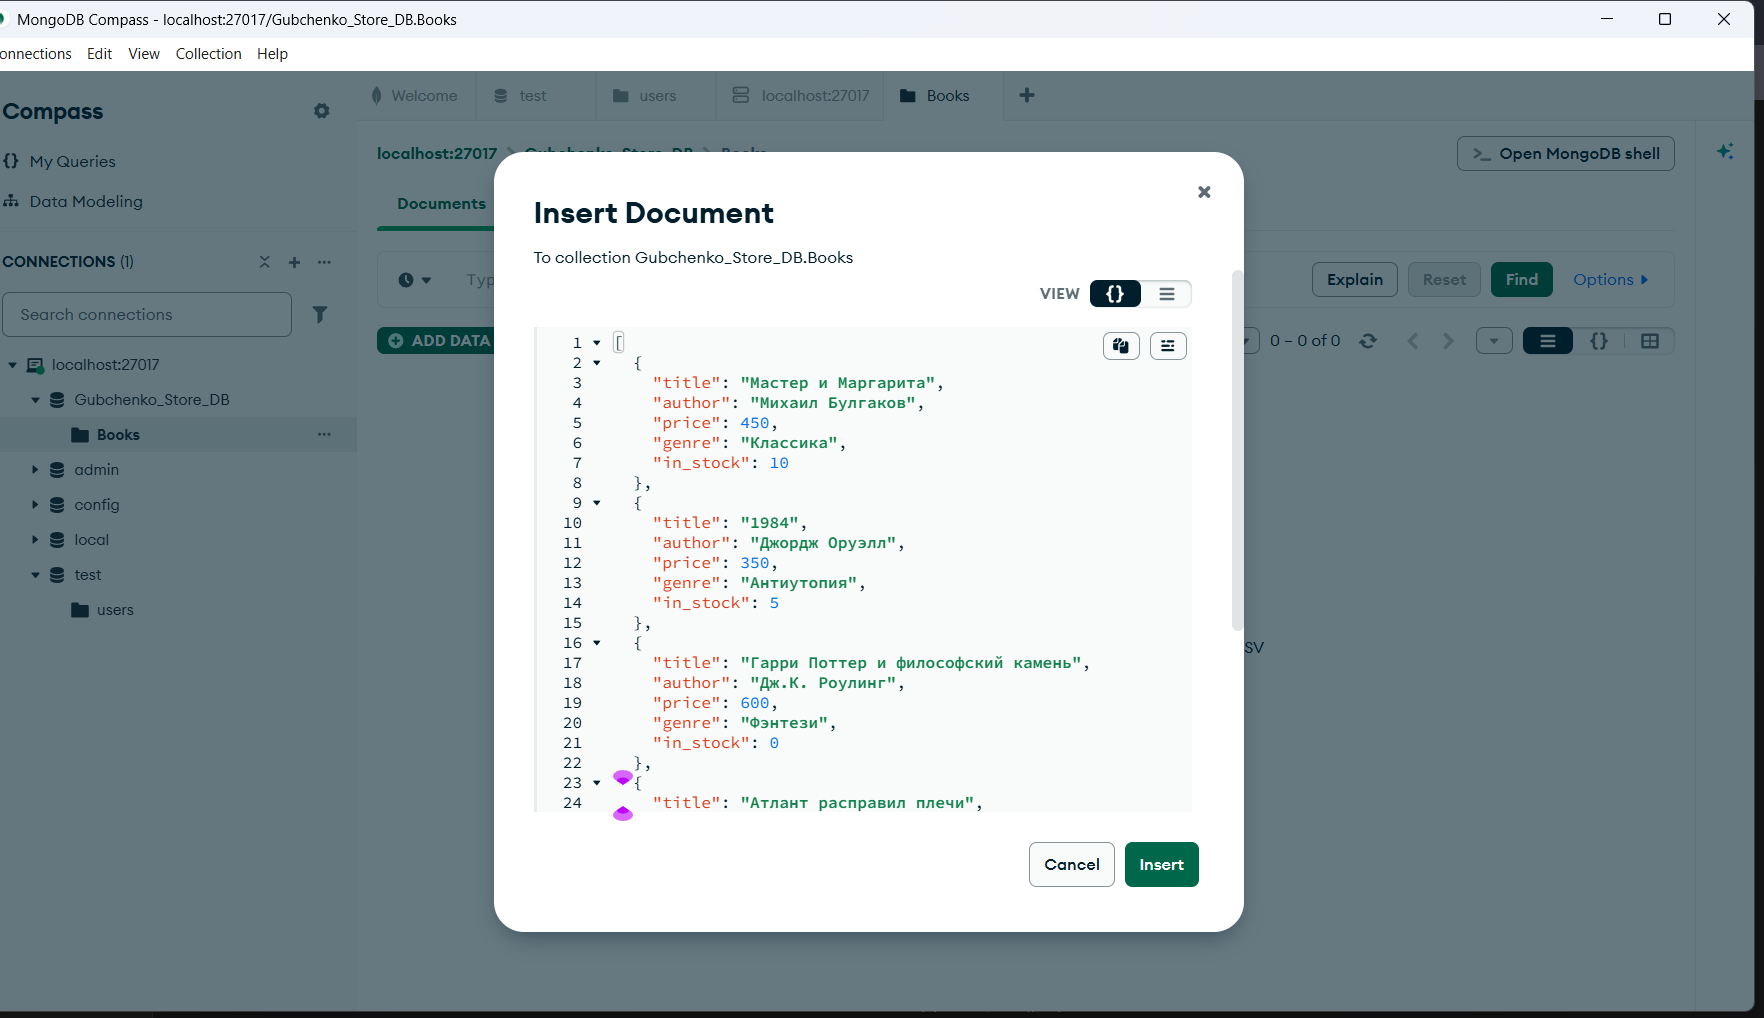 MongoDB Compass - localhost:27017/Gubchenko_Store_DB.Books
onnections Edit View Collection Help
Compass
My Queries
Data Modeling
CONNECTIONS (1)
Search connections
localhost:27017
Gubchenko_Store_DB
Books
admin
config
local
test
users
Welcome test users localhost:27017 Books
localhost:27017 > Gubchenko_Store_DB > Books
>_ Open MongoDB shell
Documents
Typ
Explain Reset Find Options
ADD DATA
0 – 0 of 0
SV
Insert Document
To collection Gubchenko_Store_DB.Books
VIEW {}
1 [
2 {
3 "title": "Мастер и Маргарита",
4 "author": "Михаил Булгаков",
5 "price": 450,
6 "genre": "Классика",
7 "in_stock": 10
8 },
9 {
10 "title": "1984",
11 "author": "Джордж Оруэлл",
12 "price": 350,
13 "genre": "Антиутопия",
14 "in_stock": 5
15 },
16 {
17 "title": "Гарри Поттер и философский камень",
18 "author": "Дж.К. Роулинг",
19 "price": 600,
20 "genre": "Фэнтези",
21 "in_stock": 0
22 },
23 {
24 "title": "Атлант расправил плечи",
Cancel Insert